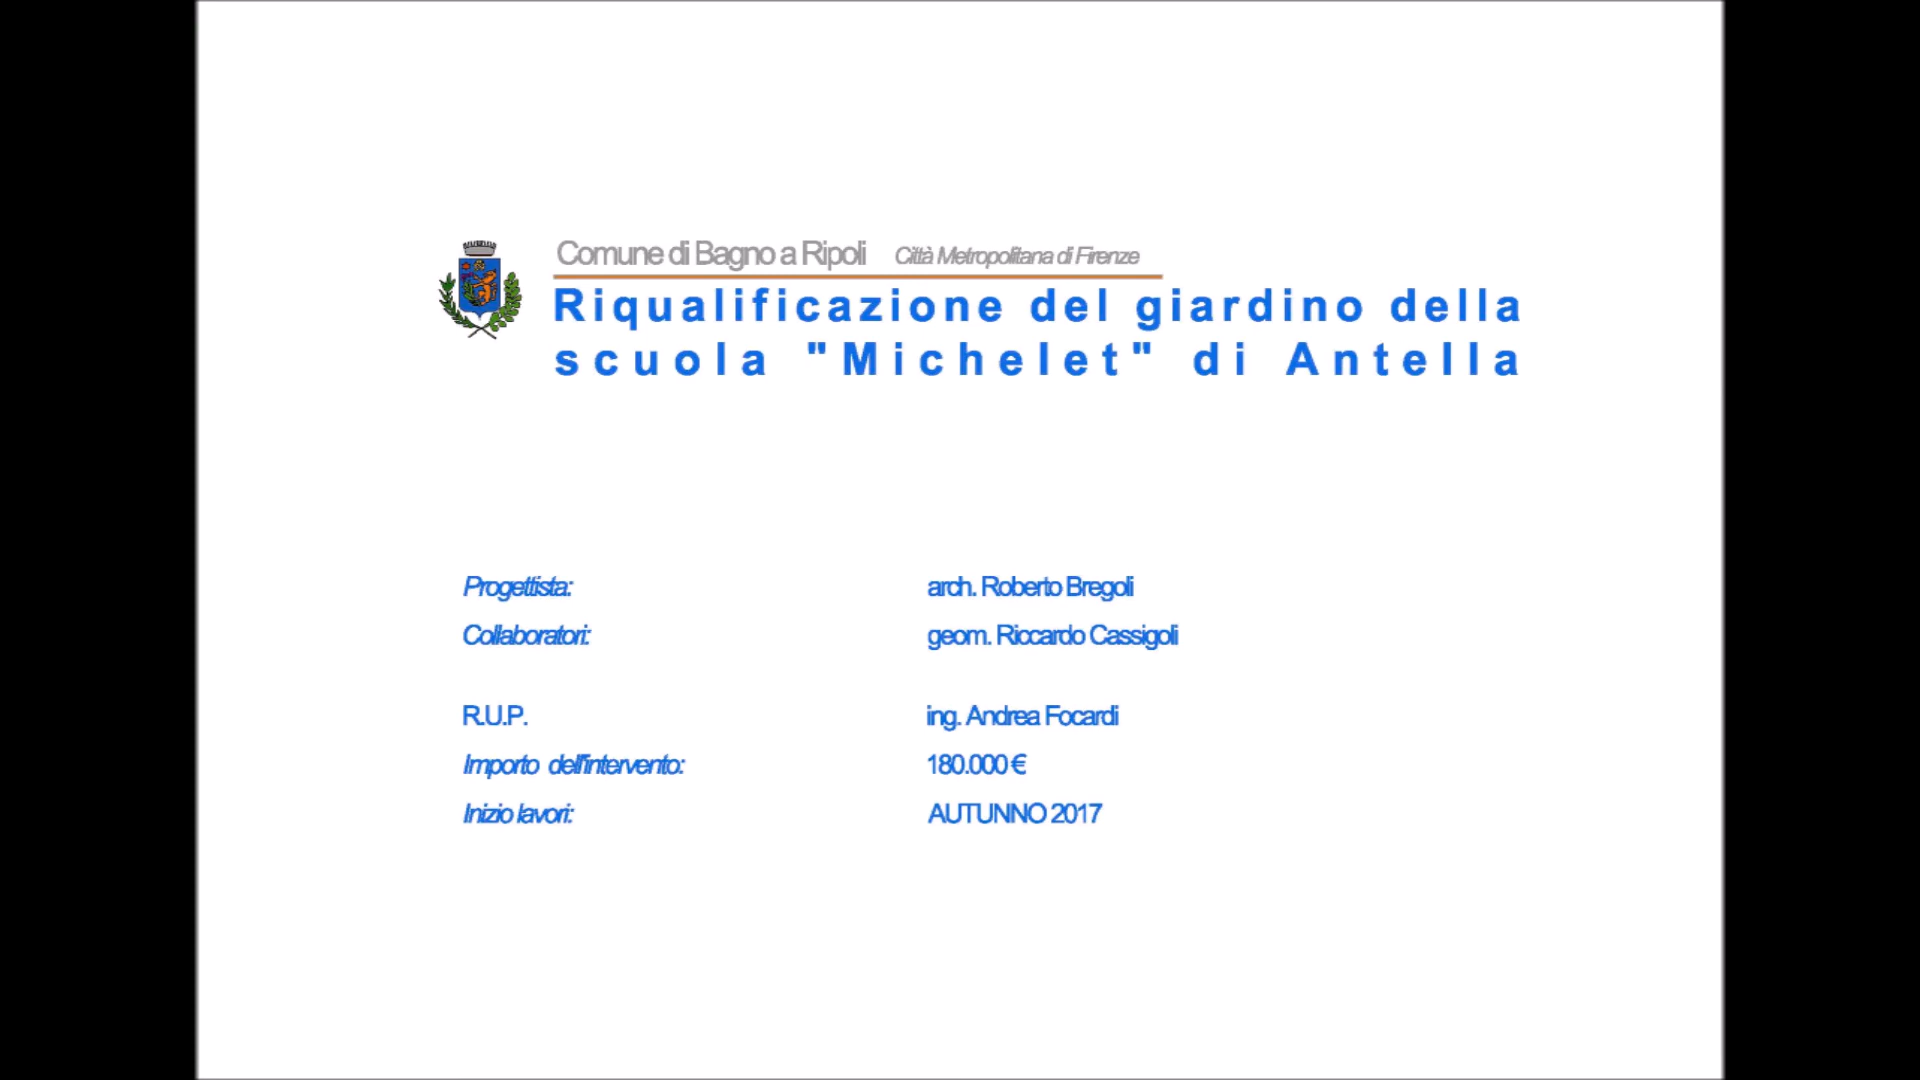 Comune di Bagno a Ripoli Città Metropolitana di Firenze
Riqualificazione del giardino della
scuola "Michelet" di Antella
Progettista: arch. Roberto Bregoli
Collaboratori: geom. Riccardo Cassigoli
R.U.P. ing. Andrea Focardi
Importo dell'intervento: 180.000 €
Inizio lavori: AUTUNNO 2017